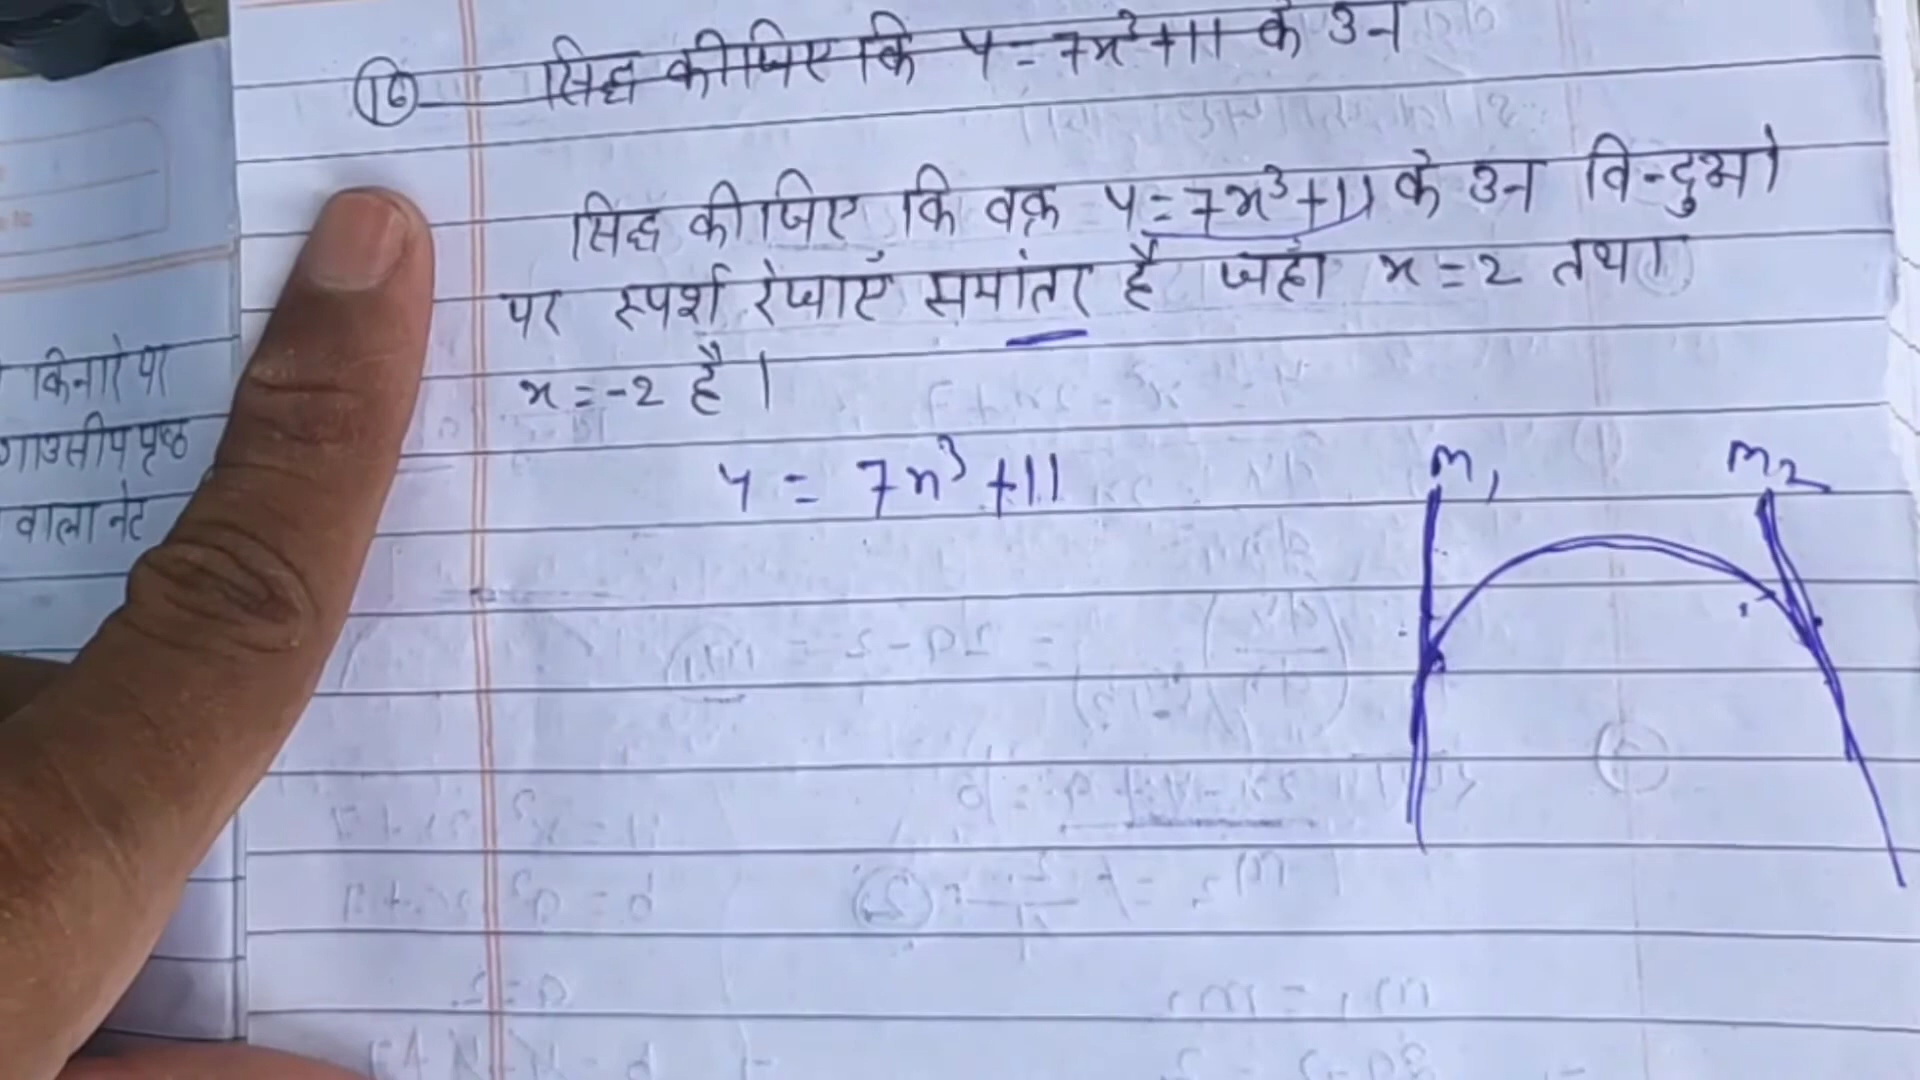 (16) सिद्ध कीजिए कि y = 7x³+11 के उन
सिद्ध कीजिए कि वक्र y = 7x³+11 के उन विन्दुओ
पर स्पर्श रेखाएं समांतर है जहां x = 2 तथा
x = -2 है।
y = 7x³ +11
m₁ m₂
किनारे पर
पृष्ठ
वाला नेट